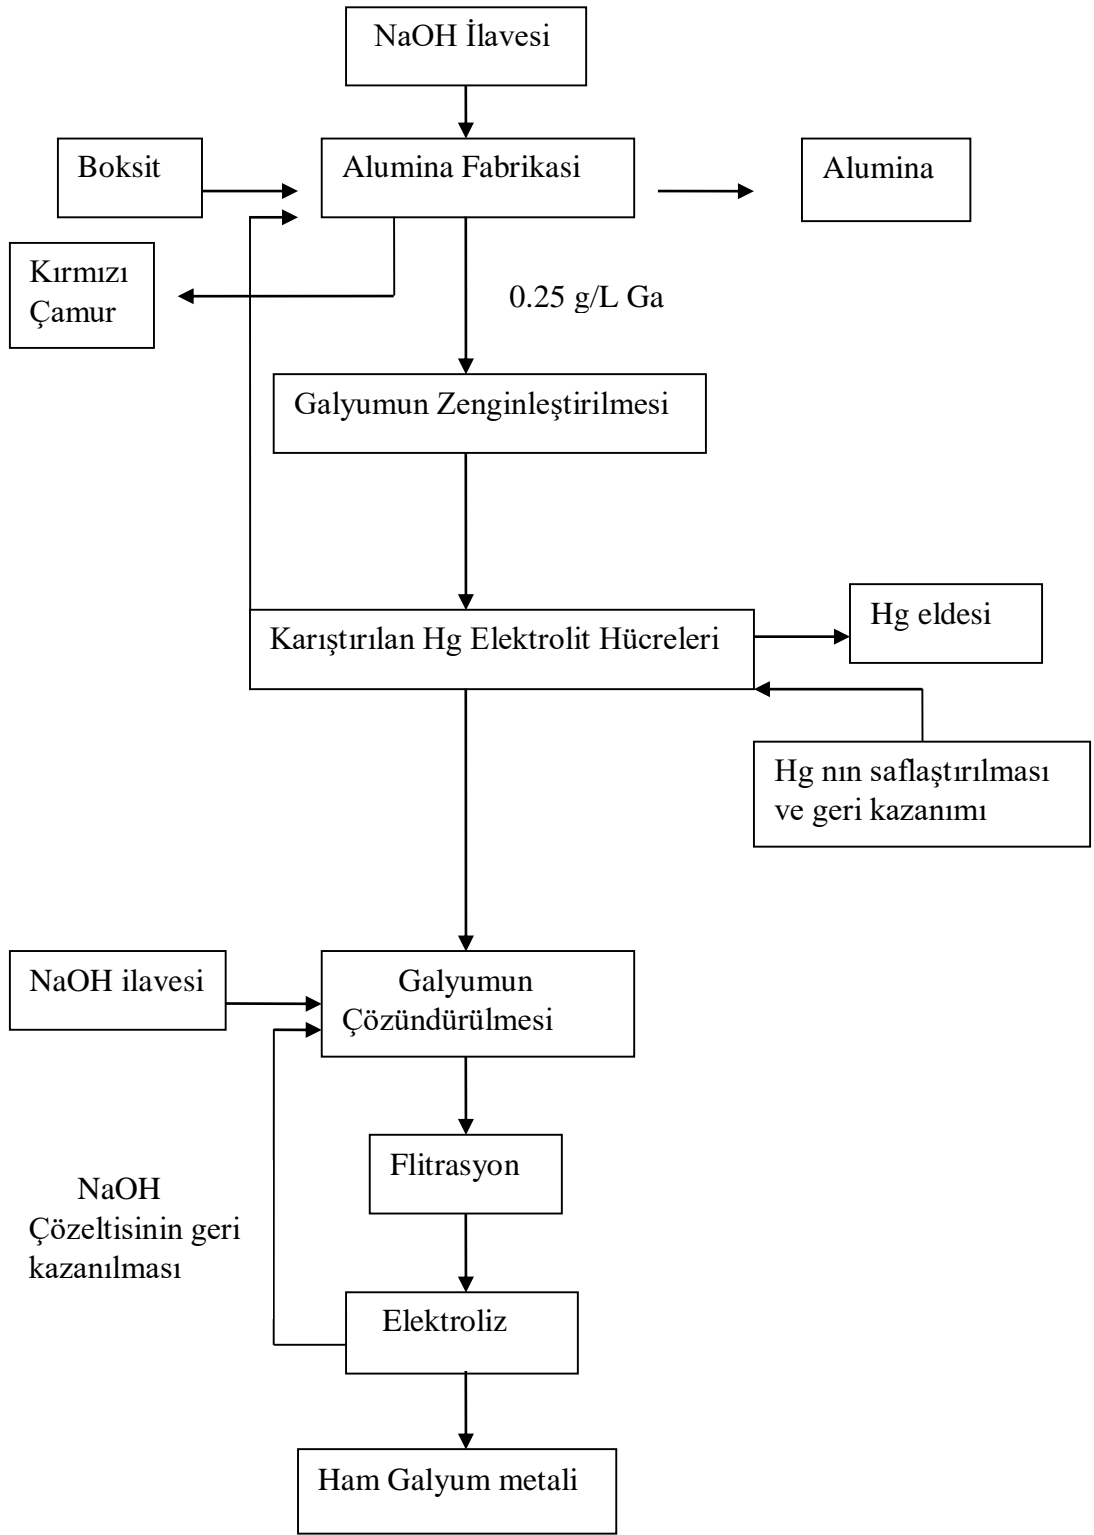 NaOH İlavesi
Boksit
Alumina Fabrikasi
Alumina
Kırmızı
Çamur
0.25 g/L Ga
Galyumun Zenginleştirilmesi
Karıştırılan Hg Elektrolit Hücreleri
Hg eldesi
Hg nın saflaştırılması
ve geri kazanımı
NaOH ilavesi
Galyumun
Çözündürülmesi
Flitrasyon
NaOH
Çözeltisinin geri
kazanılması
Elektroliz
Ham Galyum metali